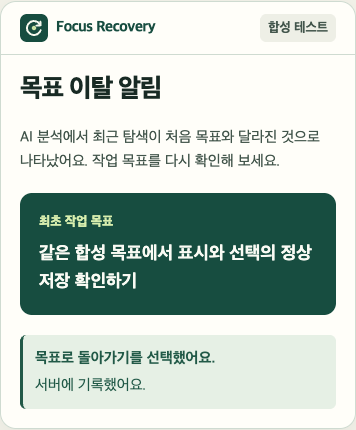 Focus Recovery
합성 테스트
목표 이탈 알림
AI 분석에서 최근 탐색이 처음 목표와 달라진 것으로
나타났어요. 작업 목표를 다시 확인해 보세요.
최초 작업 목표
같은 합성 목표에서 표시와 선택의 정상
저장 확인하기
목표로 돌아가기를 선택했어요.
서버에 기록했어요.